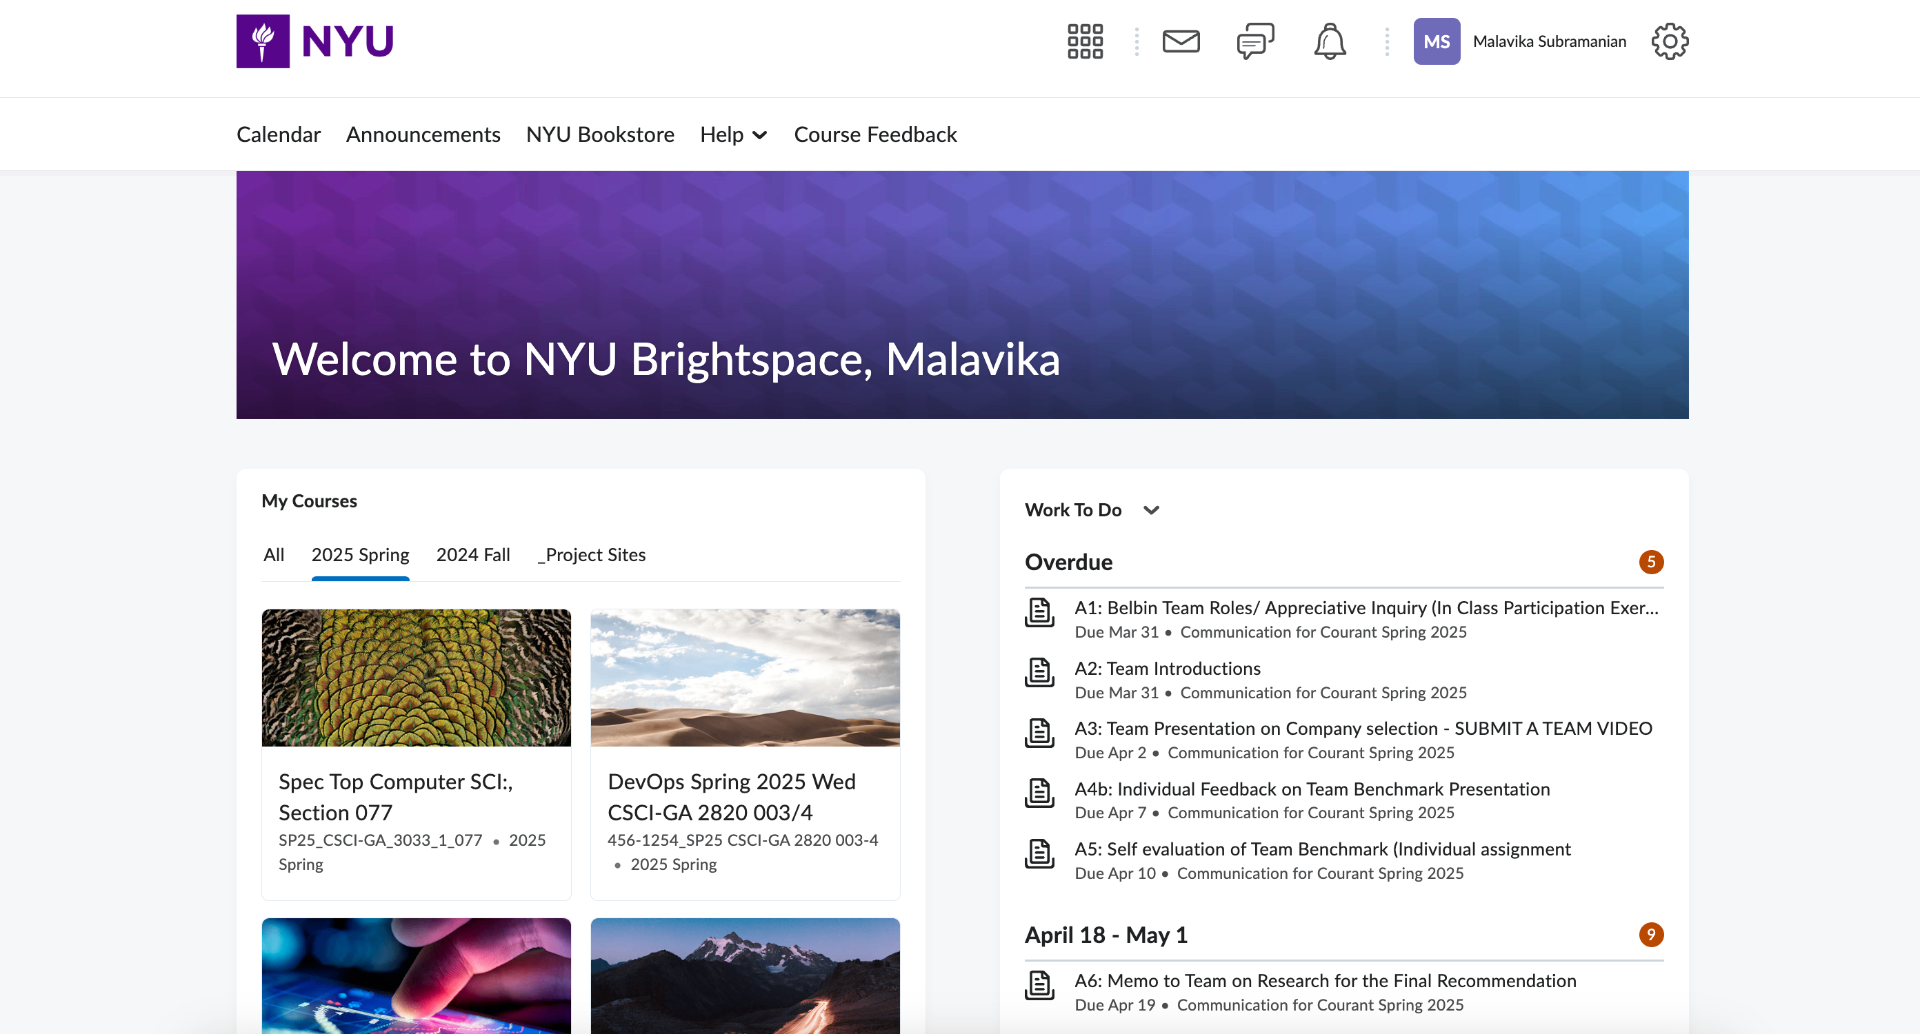 NYU
MS
Malavika Subramanian
Calendar
Announcements
NYU Bookstore
Help
Course Feedback
Welcome to NYU Brightspace, Malavika
My Courses
All
2025 Spring
2024 Fall
_Project Sites
Spec Top Computer SCI:,
Section 077
SP25_CSCI-GA_3033_1_077 • 2025
Spring
DevOps Spring 2025 Wed
CSCI-GA 2820 003/4
456-1254_SP25 CSCI-GA 2820 003-4
• 2025 Spring
Work To Do
Overdue
5
A1: Belbin Team Roles/ Appreciative Inquiry (In Class Participation Exer...
Due Mar 31 • Communication for Courant Spring 2025
A2: Team Introductions
Due Mar 31 • Communication for Courant Spring 2025
A3: Team Presentation on Company selection - SUBMIT A TEAM VIDEO
Due Apr 2 • Communication for Courant Spring 2025
A4b: Individual Feedback on Team Benchmark Presentation
Due Apr 7 • Communication for Courant Spring 2025
A5: Self evaluation of Team Benchmark (Individual assignment
Due Apr 10 • Communication for Courant Spring 2025
April 18 - May 1
9
A6: Memo to Team on Research for the Final Recommendation
Due Apr 19 • Communication for Courant Spring 2025